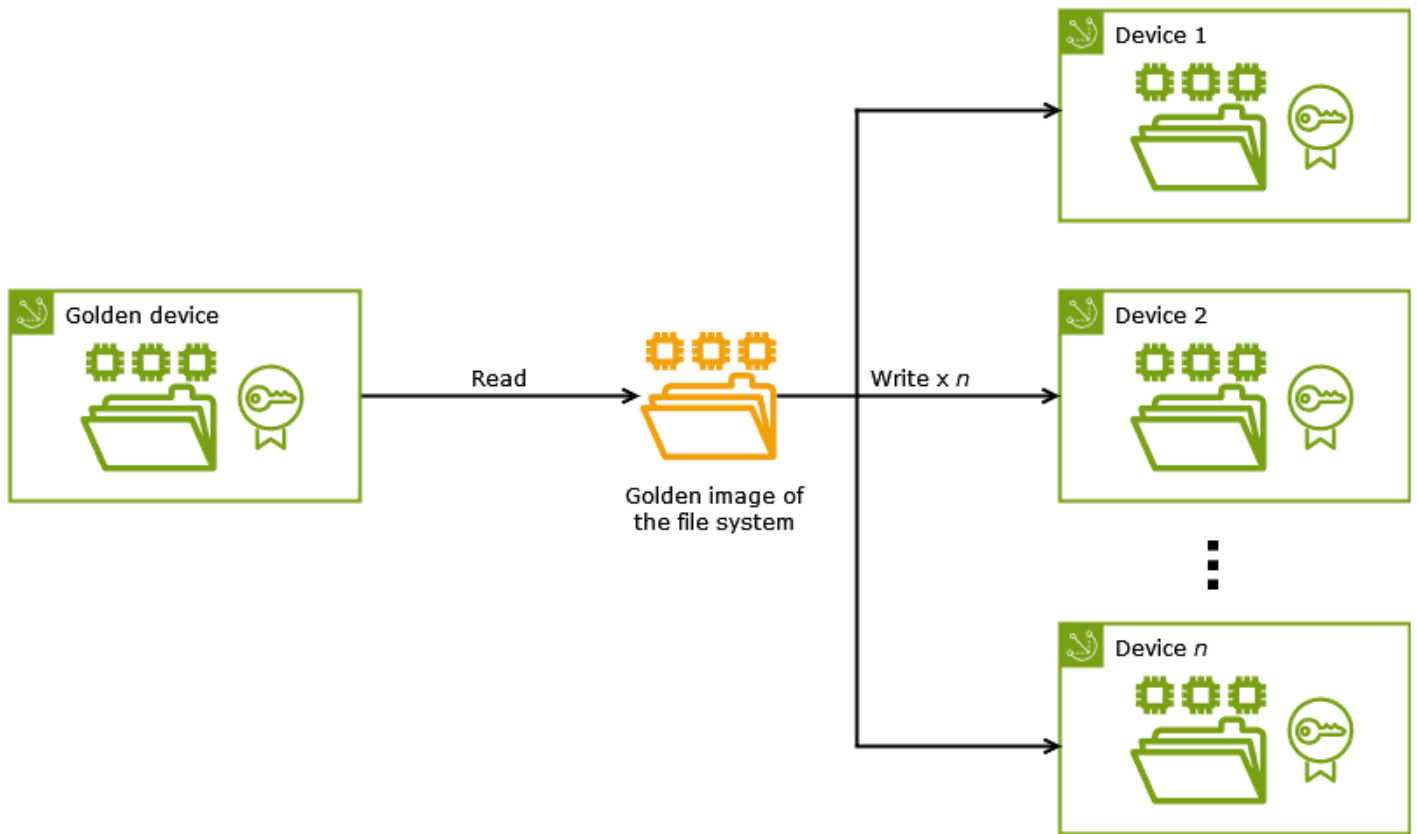 Device 1
Golden device
Read
Golden image of
the file system
Write x n
Device 2
Device n